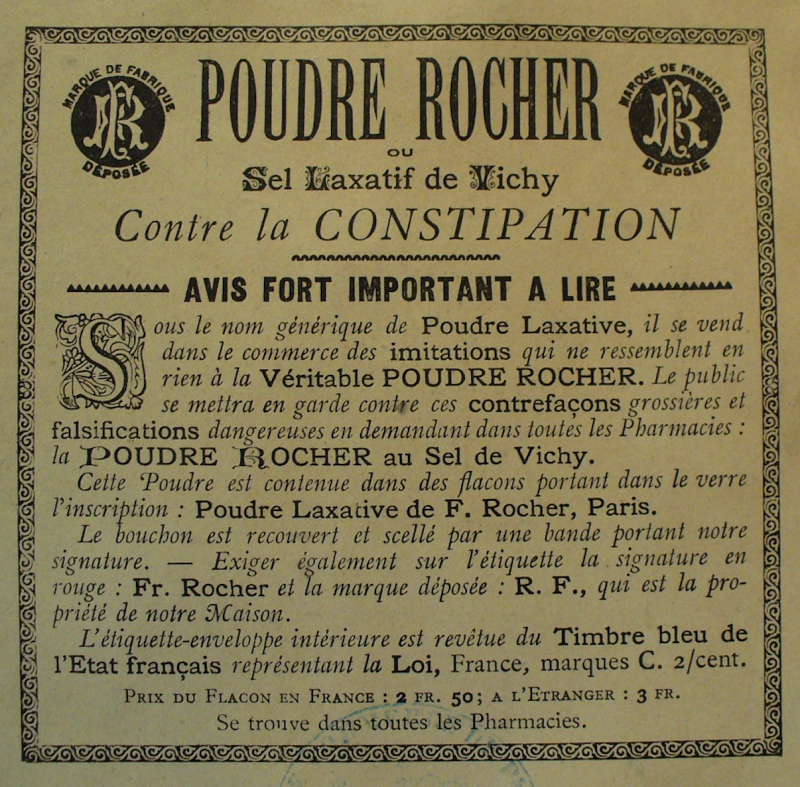 MARQUE DE FABRIQUE
DÉPOSÉE
POUDRE ROCHER
MARQUE DE FABRIQUE
DÉPOSÉE
OU
Sel Laxatif de Vichy
Contre la CONSTIPATION
AVIS FORT IMPORTANT A LIRE
Sous le nom générique de Poudre Laxative, il se vend
dans le commerce des imitations qui ne ressemblent en
rien à la Véritable POUDRE ROCHER. Le public
se mettra en garde contre ces contrefaçons grossières et
falsifications dangereuses en demandant dans toutes les Pharmacies :
la POUDRE ROCHER au Sel de Vichy.
Cette Poudre est contenue dans des flacons portant dans le verre
l'inscription : Poudre Laxative de F. Rocher, Paris.
Le bouchon est recouvert et scellé par une bande portant notre
signature. — Exiger également sur l'étiquette la signature en
rouge : Fr. Rocher et la marque déposée : R. F., qui est la pro-
priété de notre Maison.
L'étiquette-enveloppe intérieure est revêtue du Timbre bleu de
l'Etat français représentant la Loi, France, marques C. 2/cent.
PRIX DU FLACON EN FRANCE : 2 FR. 50; A L'ETRANGER : 3 FR.
Se trouve dans toutes les Pharmacies.